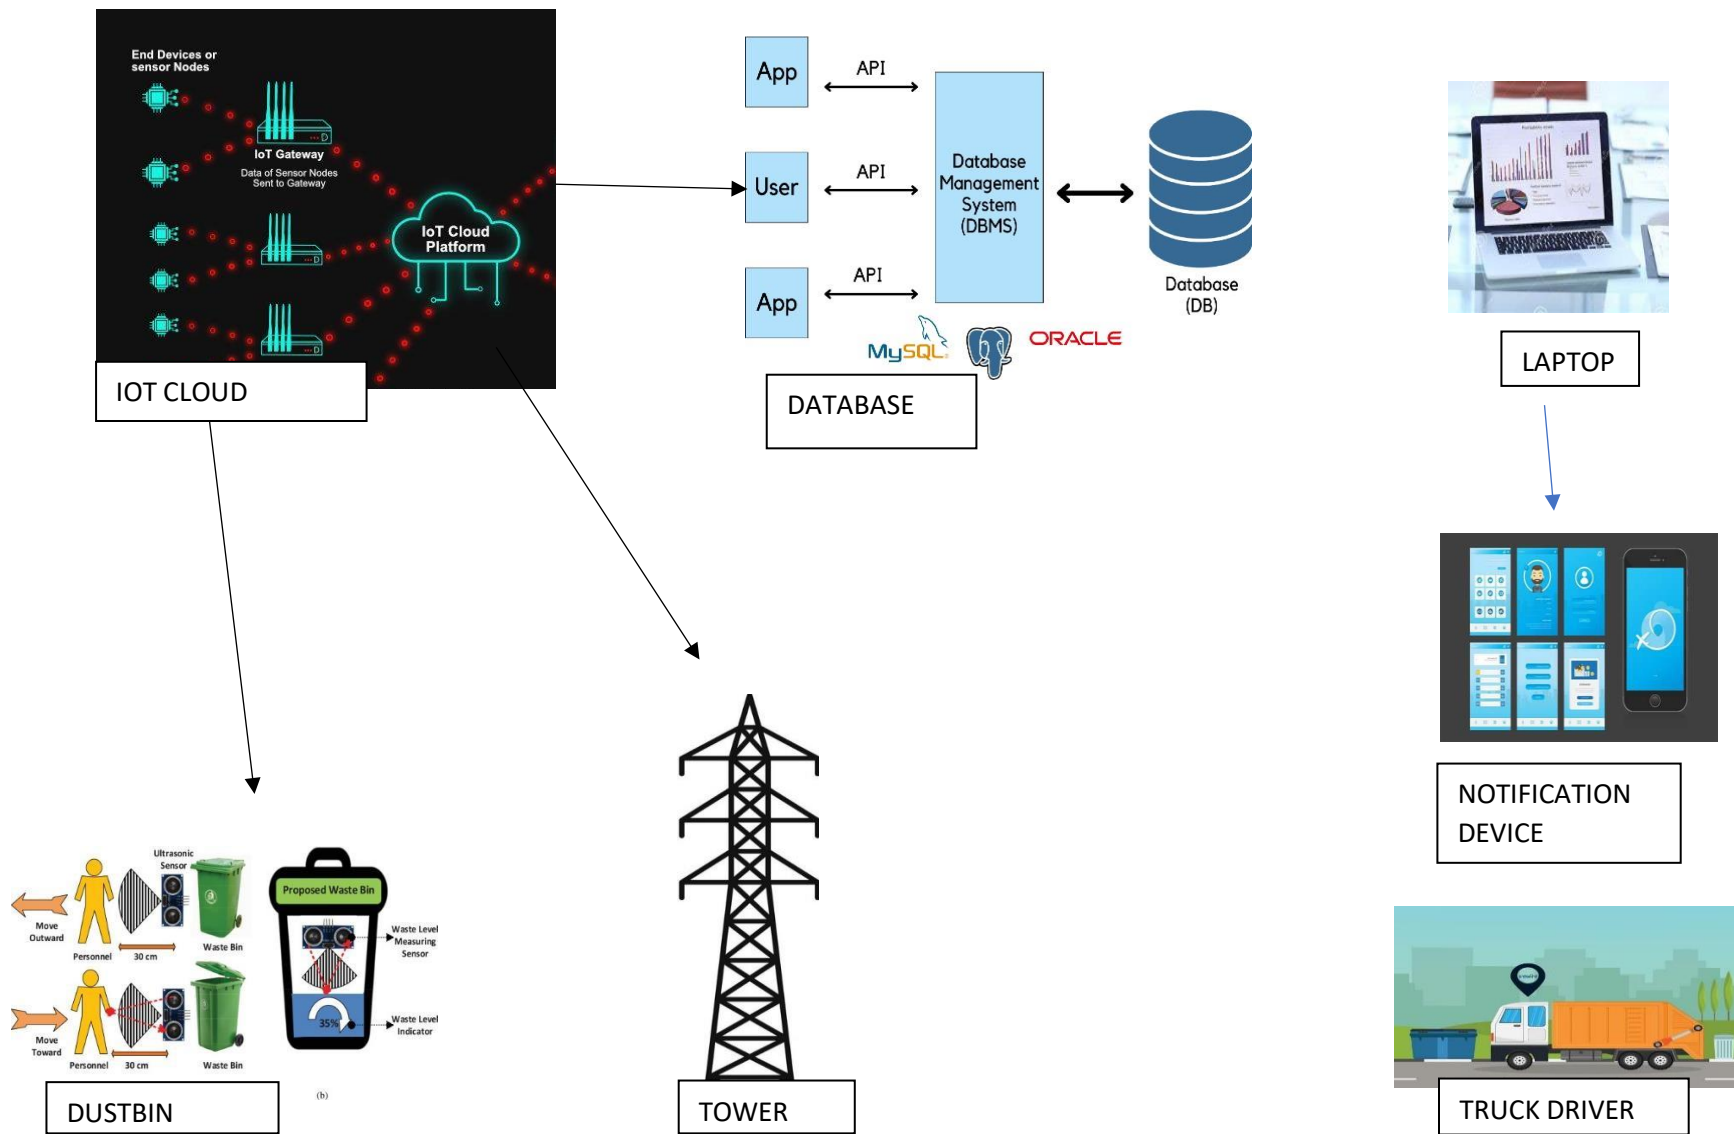 End Devices or
sensor Nodes
IoT Gateway
Data of Sensor Nodes
Sent to Gateway
IoT Cloud
Platform
IOT CLOUD
App
API
User
API
App
API
Database
Management
System
(DBMS)
Database
(DB)
MySQL
ORACLE
DATABASE
LAPTOP
NOTIFICATION
DEVICE
Ultrasonic
Sensor
Move
Outward
Personnel
30 cm
Waste Bin
Move
Toward
Personnel
30 cm
Waste Bin
Proposed Waste Bin
Waste Level
Measuring
Sensor
35%
Waste Level
Indicator
(b)
DUSTBIN
TOWER
TRUCK DRIVER